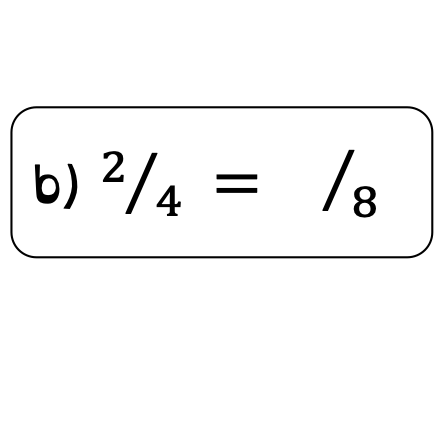 b) 2/4 = /8